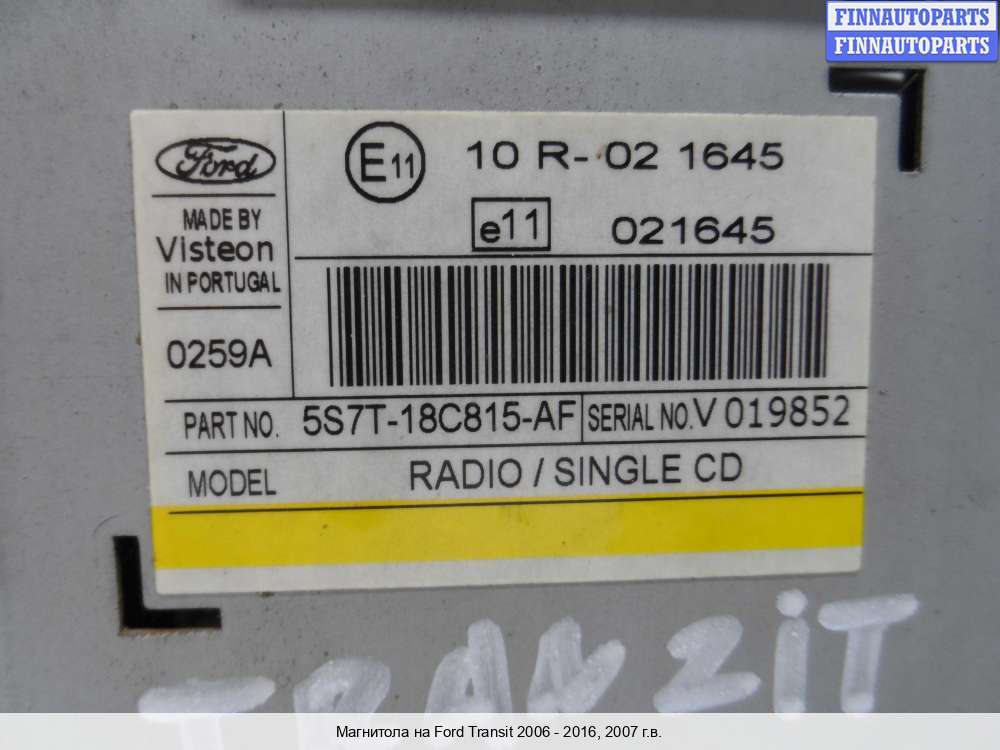 FINNAUTOPARTS
FINNAUTOPARTS
Ford
E11 10 R-02 1645
MADE BY
Visteon
IN PORTUGAL
e11 021645
0259A
PART NO. 5S7T-18C815-AF SERIAL NO. V 019852
MODEL RADIO / SINGLE CD
TRANZiT
Магнитола на Ford Transit 2006 - 2016, 2007 г.в.